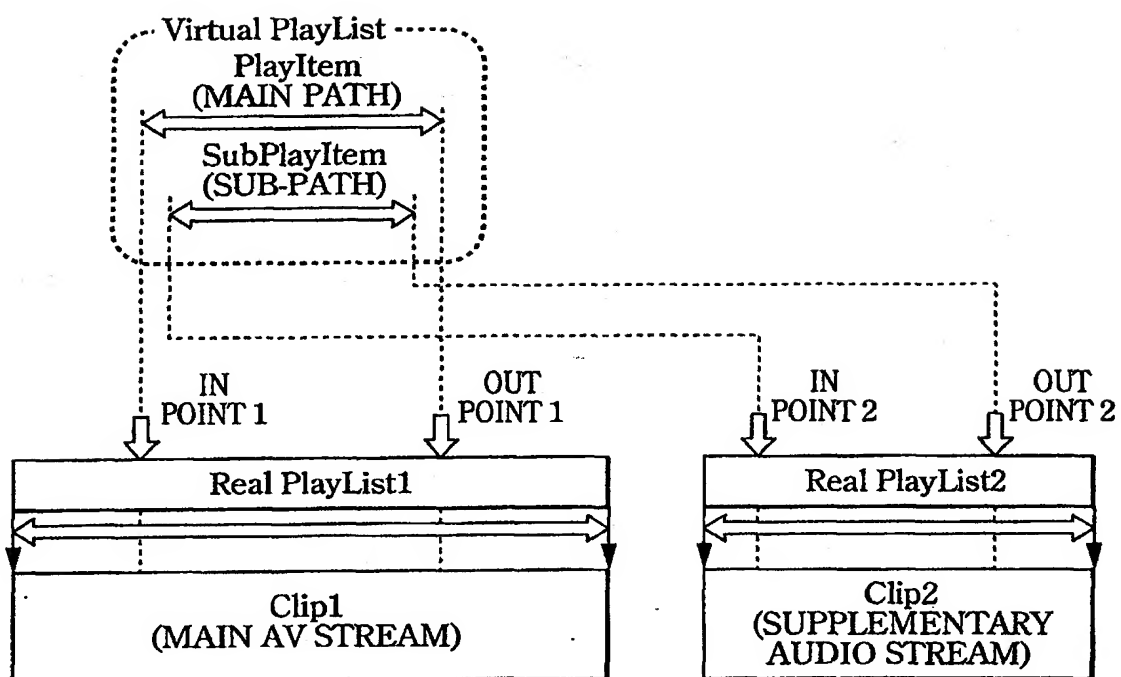 Virtual PlayList
PlayItem
(MAIN PATH)
SubPlayItem
(SUB-PATH)
IN
POINT 1
OUT
POINT 1
IN
POINT 2
OUT
POINT 2
Real PlayList1
Real PlayList2
Clip1
(MAIN AV STREAM)
Clip2
(SUPPLEMENTARY
AUDIO STREAM)